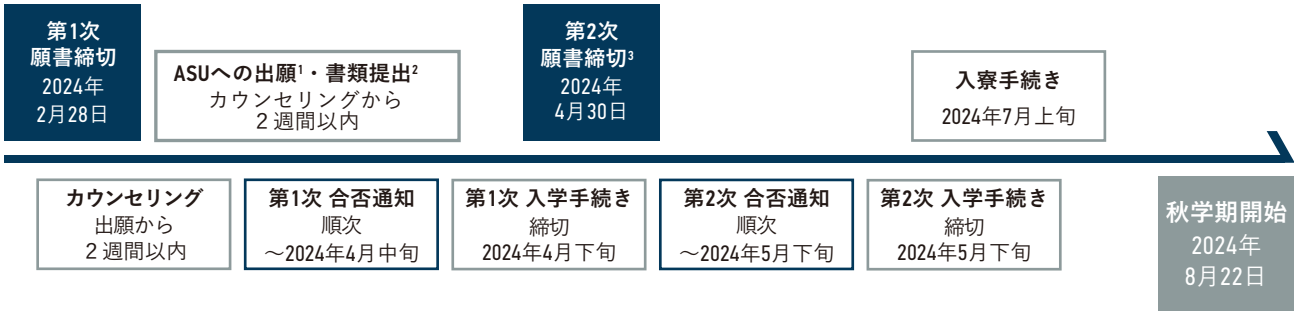 第1次
願書締切
2024年
2月28日
ASUへの出願¹・書類提出²
カウンセリングから
２週間以内
第2次
願書締切³
2024年
4月30日
入寮手続き
2024年7月上旬
カウンセリング
出願から
２週間以内
第1次 合否通知
順次
～2024年4月中旬
第1次 入学手続き
締切
2024年4月下旬
第2次 合否通知
順次
～2024年5月下旬
第2次 入学手続き
締切
2024年5月下旬
秋学期開始
2024年
8月22日